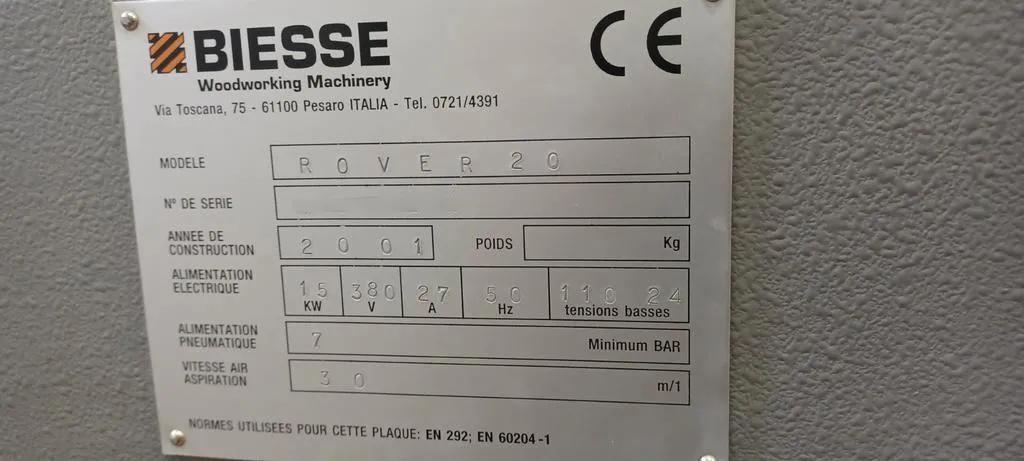 BIESSE
Woodworking Machinery
CE
Via Toscana, 75 - 61100 Pesaro ITALIA - Tel. 0721/4391
MODELE ROVER 20
N° DE SERIE
ANNEE DE CONSTRUCTION 2001 POIDS Kg
ALIMENTATION ELECTRIQUE 15 KW 380 V 27 A 50 Hz 110 24 tensions basses
ALIMENTATION PNEUMATIQUE 7 Minimum BAR
VITESSE AIR ASPIRATION 30 m/1
NORMES UTILISEES POUR CETTE PLAQUE: EN 292; EN 60204-1